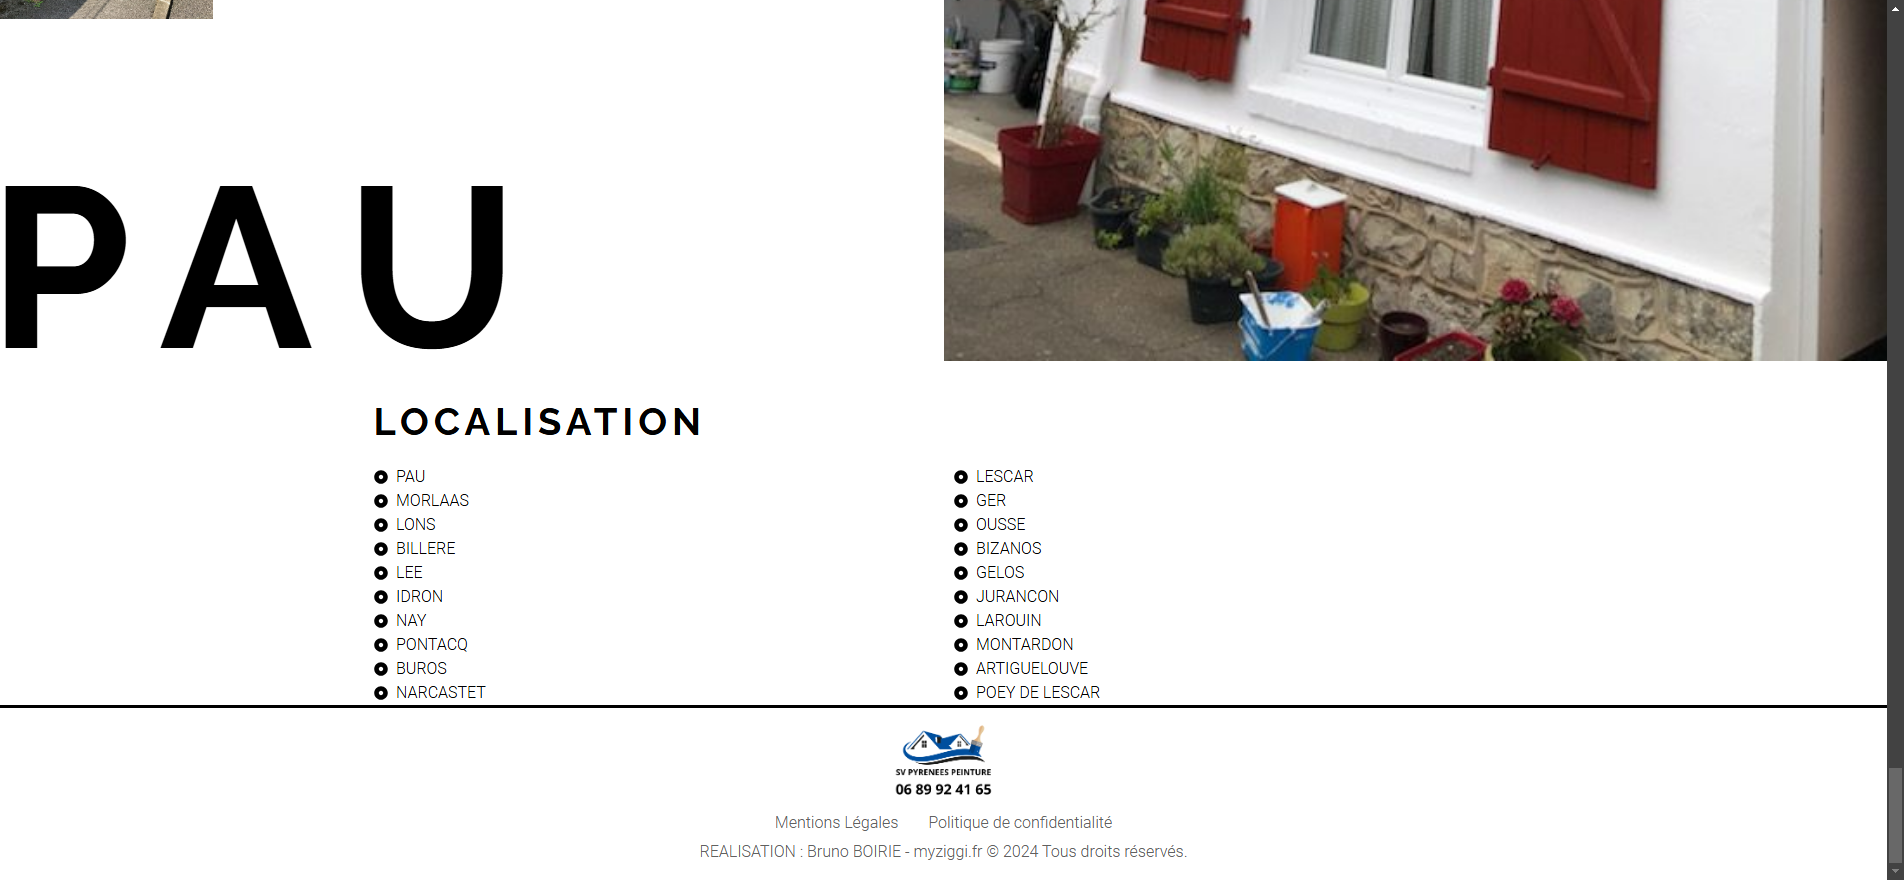 PAU
LOCALISATION
PAU
MORLAAS
LONS
BILLERE
LEE
IDRON
NAY
PONTACQ
BUROS
NARCASTET
LESCAR
GER
OUSSE
BIZANOS
GELOS
JURANCON
LAROUIN
MONTARDON
ARTIGUELOUVE
POEY DE LESCAR
SV PYRENEES PEINTURE
06 89 92 41 65
Mentions Légales Politique de confidentialité
REALISATION : Bruno BOIRIE - myziggi.fr © 2024 Tous droits réservés.